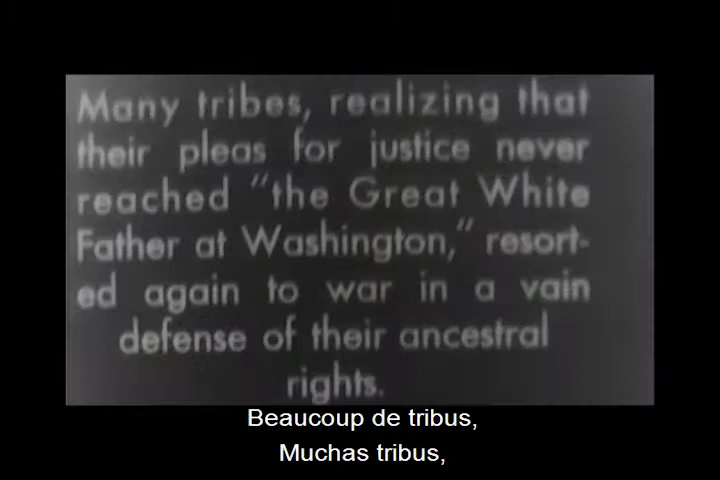 Many tribes, realizing that
their pleas for justice never
reached "the Great White
Father at Washington," resort-
ed again to war in a vain
defense of their ancestral
rights.
Beaucoup de tribus,
Muchas tribus,